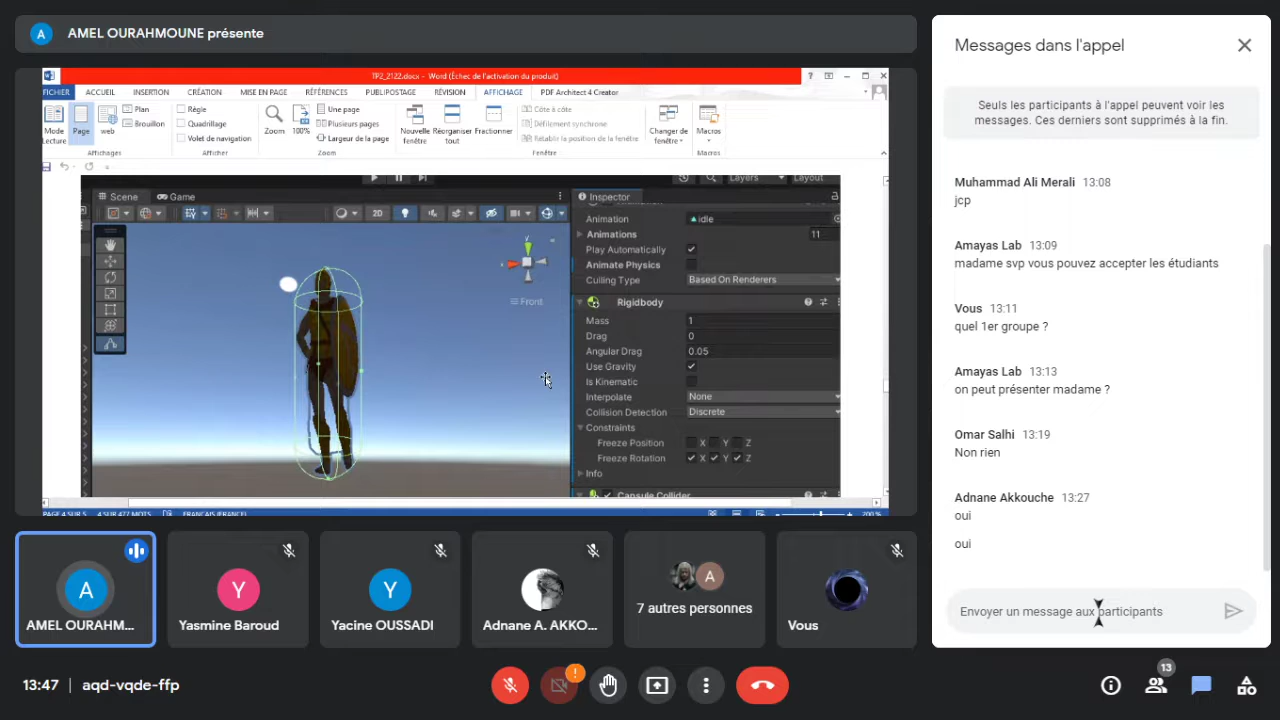 A AMEL OURAHMOUNE présente
TP2_2122.docx - Word (Échec de l'activation du produit)
FICHIER ACCUEIL INSERTION CRÉATION MISE EN PAGE RÉFÉRENCES PUBLIPOSTAGE RÉVISION AFFICHAGE PDF Architect 4 Creator
Mode Lecture
Page
web
Plan
Brouillon
Affichages
Règle
Quadrillage
Volet de navigation
Afficher
Zoom
100%
Une page
Plusieurs pages
Largeur de la page
Zoom
Nouvelle fenêtre
Réorganiser tout
Fractionner
Côte à côte
Défilement synchrone
Rétablir la position de la fenêtre
Fenêtre
Changer de fenêtre
Macros
Macros
Layers
Layout
Scene
Game
2D
Front
Inspector
Animation idle
Animations 11
Play Automatically
Animate Physics
Culling Type Based On Renderers
Rigidbody
Mass 1
Drag 0
Angular Drag 0.05
Use Gravity
Is Kinematic
Interpolate None
Collision Detection Discrete
Constraints
Freeze Position X Y Z
Freeze Rotation X Y Z
Info
Capsule Collider
PAGE 4 SUR 5 4 SUR 477 MOTS FRANÇAIS (FRANCE) 200 %
A
AMEL OURAHM...
Y
Yasmine Baroud
Y
Yacine OUSSADI
Adnane A. AKKO...
A
7 autres personnes
Vous
Messages dans l'appel
Seuls les participants à l'appel peuvent voir les
messages. Ces derniers sont supprimés à la fin.
Muhammad Ali Merali 13:08
jcp
Amayas Lab 13:09
madame svp vous pouvez accepter les étudiants
Vous 13:11
quel 1er groupe ?
Amayas Lab 13:13
on peut présenter madame ?
Omar Salhi 13:19
Non rien
Adnane Akkouche 13:27
oui
oui
Envoyer un message aux participants
13:47 | aqd-vqde-ffp
13